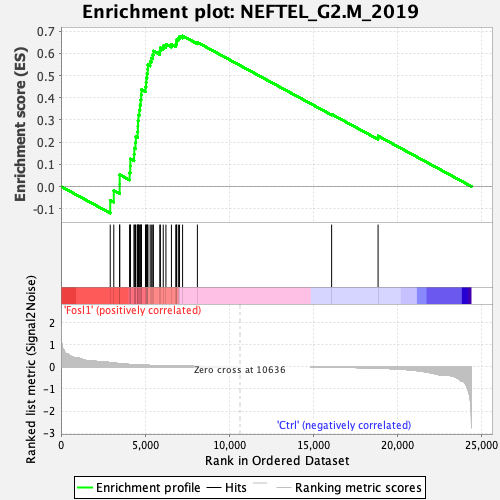 Enrichment plot: NEFTEL_G2.M_2019
Enrichment score (ES)
0.7
0.6
0.5
0.4
0.3
0.2
0.1
0.0
-0.1
'Fosl1' (positively correlated)
Ranked list metric (Signal2Noise)
2
1
0
-1
-2
-3
Zero cross at 10636
'Ctrl' (negatively correlated)
0
5,000
10,000
15,000
20,000
25,000
Rank in Ordered Dataset
Enrichment profile
Hits
Ranking metric scores